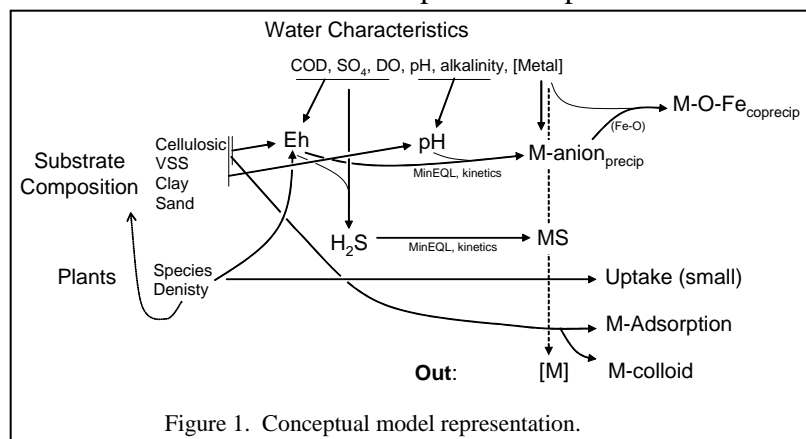 Water Characteristics
COD, SO4, DO, pH, alkalinity, [Metal]
M-O-Fecoprecip
(Fe-O)
Cellulosic
Eh
pH
M-anionprecip
Substrate
Composition
VSS
Clay
Sand
MinEQL, kinetics
H2S
MinEQL, kinetics
MS
Plants
Species
Denisty
Uptake (small)
M-Adsorption
Out:
[M]
M-colloid
Figure 1. Conceptual model representation.